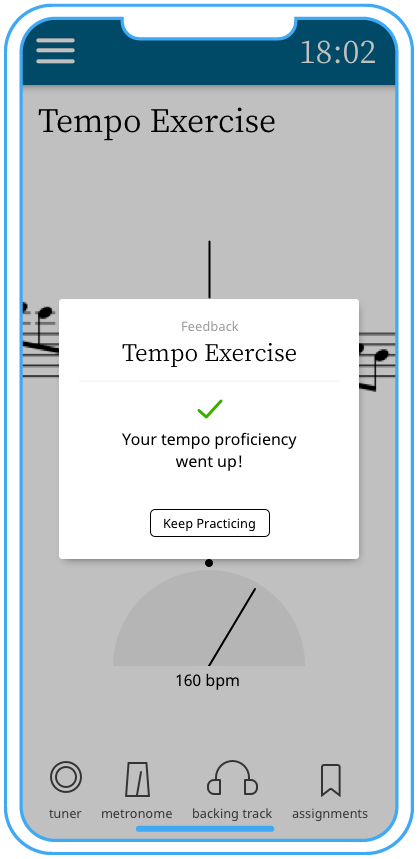 18:02
Tempo Exercise
Feedback
Tempo Exercise
Your tempo proficiency
went up!
Keep Practicing
160 bpm
tuner metronome backing track assignments